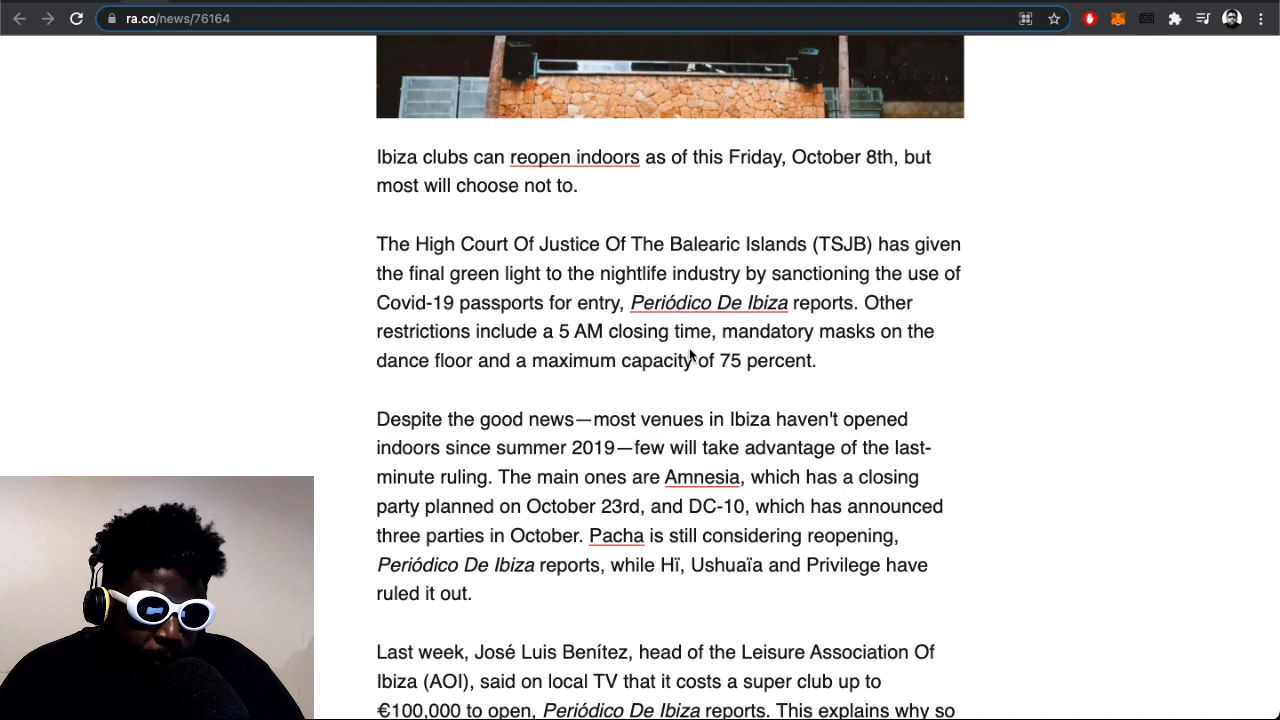 ra.co/news/76164
Ibiza clubs can reopen indoors as of this Friday, October 8th, but
most will choose not to.
The High Court Of Justice Of The Balearic Islands (TSJB) has given
the final green light to the nightlife industry by sanctioning the use of
Covid-19 passports for entry, Periódico De Ibiza reports. Other
restrictions include a 5 AM closing time, mandatory masks on the
dance floor and a maximum capacity of 75 percent.
Despite the good news—most venues in Ibiza haven't opened
indoors since summer 2019—few will take advantage of the last-
minute ruling. The main ones are Amnesia, which has a closing
party planned on October 23rd, and DC-10, which has announced
three parties in October. Pacha is still considering reopening,
Periódico De Ibiza reports, while Hï, Ushuaïa and Privilege have
ruled it out.
Last week, José Luis Benítez, head of the Leisure Association Of
Ibiza (AOI), said on local TV that it costs a super club up to
€100,000 to open, Periódico De Ibiza reports. This explains why so